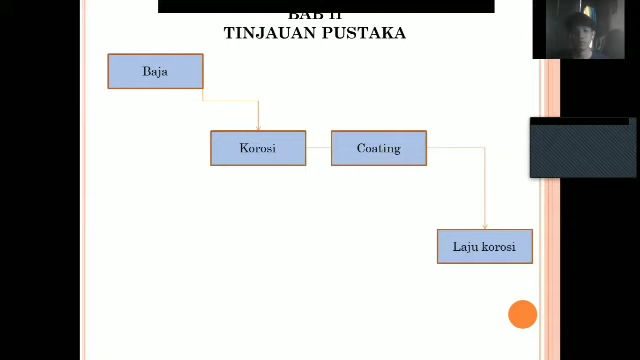 BAB II
TINJAUAN PUSTAKA
Baja
Korosi
Coating
Laju korosi